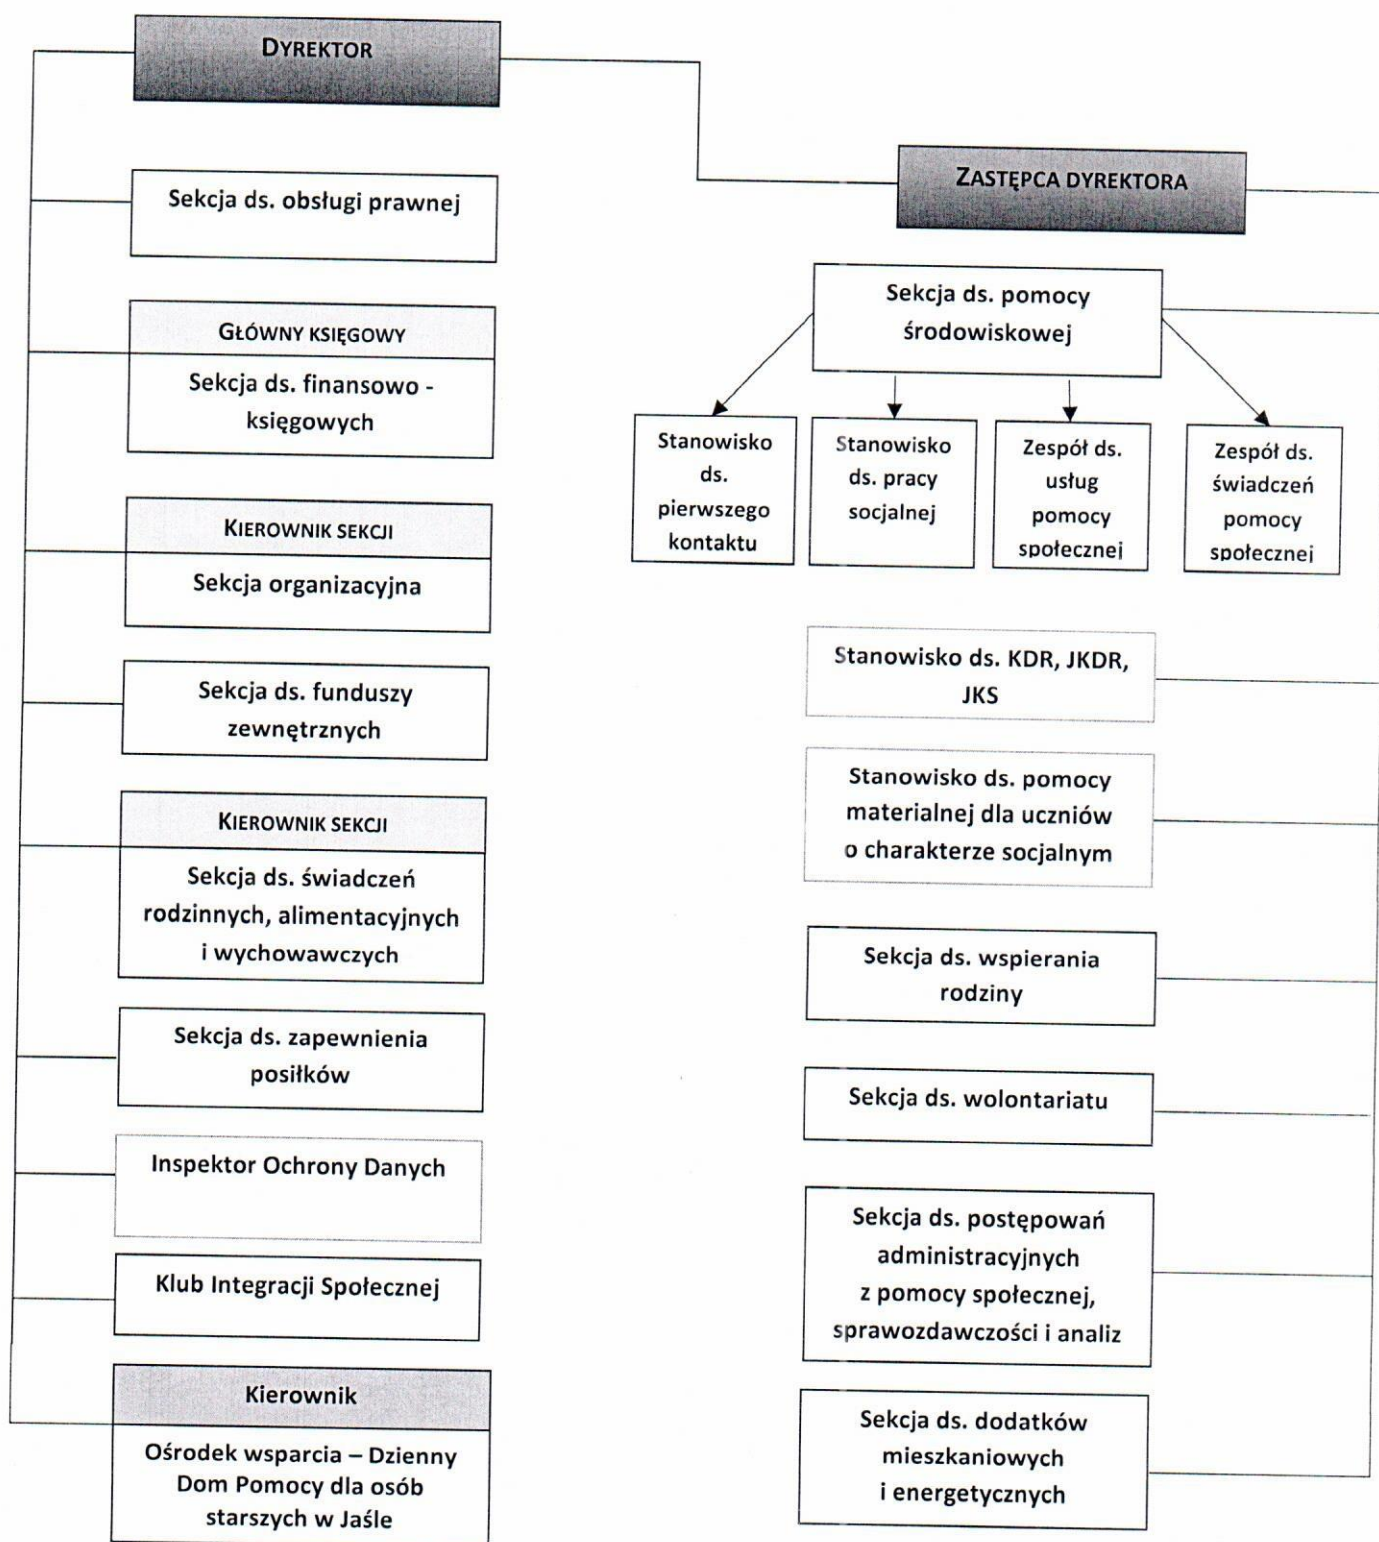 DYREKTOR
Sekcja ds. obsługi prawnej
GŁÓWNY KSIĘGOWY
Sekcja ds. finansowo -
księgowych
KIEROWNIK SEKCJI
Sekcja organizacyjna
Sekcja ds. funduszy
zewnętrznych
KIEROWNIK SEKCJI
Sekcja ds. świadczeń
rodzinnych, alimentacyjnych
i wychowawczych
Sekcja ds. zapewnienia
posiłków
Inspektor Ochrony Danych
Klub Integracji Społecznej
Kierownik
Ośrodek wsparcia – Dzienny
Dom Pomocy dla osób
starszych w Jaśle
ZASTĘPCA DYREKTORA
Sekcja ds. pomocy
środowiskowej
Stanowisko
ds.
pierwszego
kontaktu
Stanowisko
ds. pracy
socjalnej
Zespół ds.
usług
pomocy
społecznej
Zespół ds.
świadczeń
pomocy
społecznej
Stanowisko ds. KDR, JKDR,
JKS
Stanowisko ds. pomocy
materialnej dla uczniów
o charakterze socjalnym
Sekcja ds. wspierania
rodziny
Sekcja ds. wolontariatu
Sekcja ds. postępowań
administracyjnych
z pomocy społecznej,
sprawozdawczości i analiz
Sekcja ds. dodatków
mieszkaniowych
i energetycznych